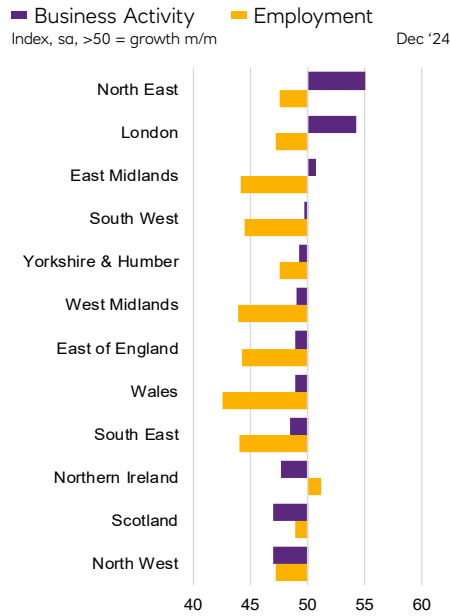 Business Activity Employment
Index, sa, >50 = growth m/m Dec ‘24
North East
London
East Midlands
South West
Yorkshire & Humber
West Midlands
East of England
Wales
South East
Northern Ireland
Scotland
North West
40 45 50 55 60